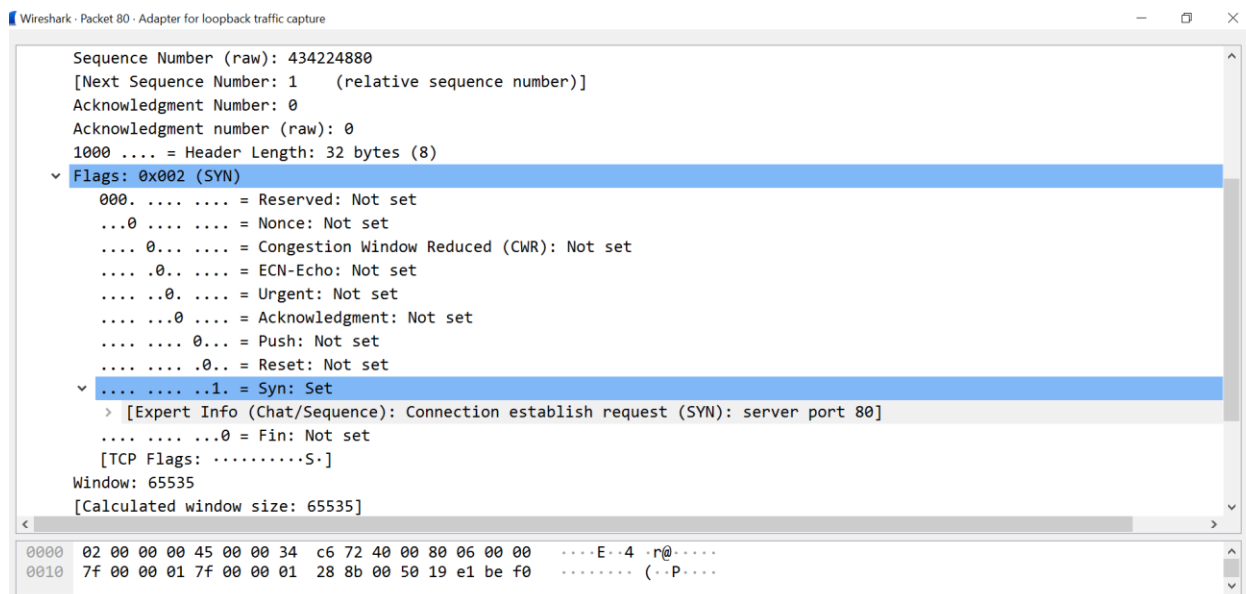 Wireshark · Packet 80 · Adapter for loopback traffic capture
Sequence Number (raw): 434224880
[Next Sequence Number: 1    (relative sequence number)]
Acknowledgment Number: 0
Acknowledgment number (raw): 0
1000 .... = Header Length: 32 bytes (8)
Flags: 0x002 (SYN)
000. .... .... = Reserved: Not set
...0 .... .... = Nonce: Not set
.... 0... .... = Congestion Window Reduced (CWR): Not set
.... .0.. .... = ECN-Echo: Not set
.... ..0. .... = Urgent: Not set
.... ...0 .... = Acknowledgment: Not set
.... .... 0... = Push: Not set
.... .... .0.. = Reset: Not set
.... .... ..1. = Syn: Set
[Expert Info (Chat/Sequence): Connection establish request (SYN): server port 80]
.... .... ...0 = Fin: Not set
[TCP Flags: ··········S·]
Window: 65535
[Calculated window size: 65535]
0000 02 00 00 00 45 00 00 34 c6 72 40 00 80 06 00 00 ····E··4 ·r@·····
0010 7f 00 00 01 7f 00 00 01 28 8b 00 50 19 e1 be f0 ········ (··P····